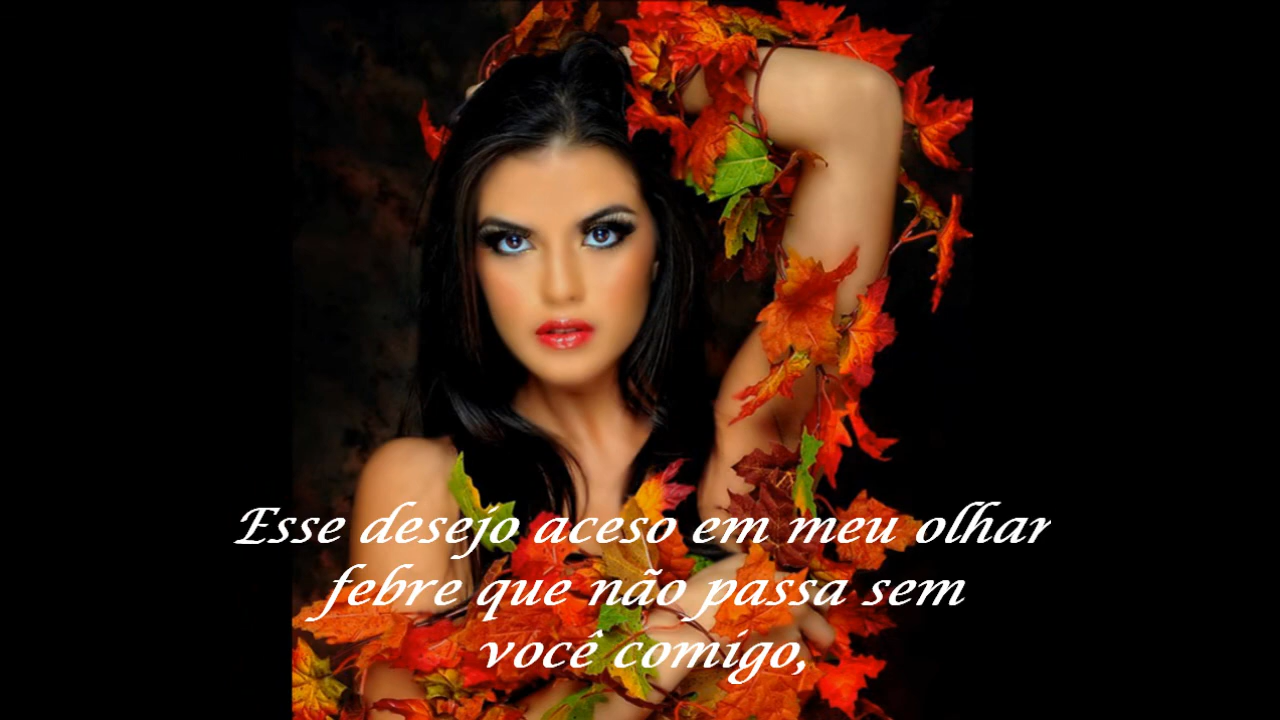 Esse desejo aceso em meu olhar
febre que não passa sem
você comigo,